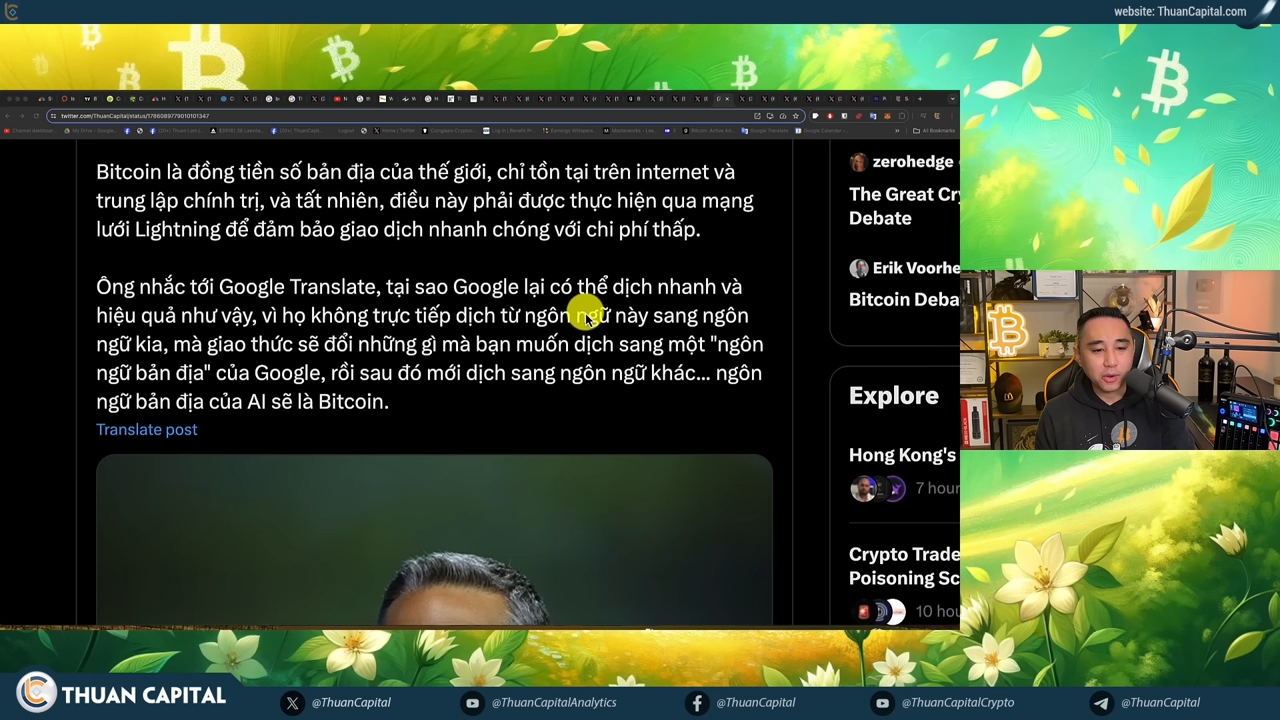 website: ThuanCapital.com
twitter.com/ThuanCapital/status/1786089779010101347
All Bookmarks
Bitcoin là đồng tiền số bản địa của thế giới, chỉ tồn tại trên internet và
trung lập chính trị, và tất nhiên, điều này phải được thực hiện qua mạng
lưới Lightning để đảm bảo giao dịch nhanh chóng với chi phí thấp.
Ông nhắc tới Google Translate, tại sao Google lại có thể dịch nhanh và
hiệu quả như vậy, vì họ không trực tiếp dịch từ ngôn ngữ này sang ngôn
ngữ kia, mà giao thức sẽ đổi những gì mà bạn muốn dịch sang một "ngôn
ngữ bản địa" của Google, rồi sau đó mới dịch sang ngôn ngữ khác... ngôn
ngữ bản địa của AI sẽ là Bitcoin.
Translate post
zerohedge
The Great Cry
Debate
Erik Voorhe
Bitcoin Deba
Explore
Hong Kong's
7 hour
Crypto Trade
Poisoning Sc
10 hou
THUAN CAPITAL
@ThuanCapital
@ThuanCapitalAnalytics
@ThuanCapital
@ThuanCapitalCrypto
@ThuanCapital